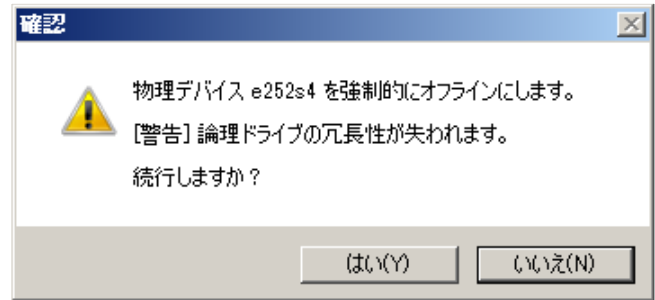 確認
物理デバイス e252s4 を強制的にオフラインにします。
[警告] 論理ドライブの冗長性が失われます。
続行しますか？
はい(Y)
いいえ(N)